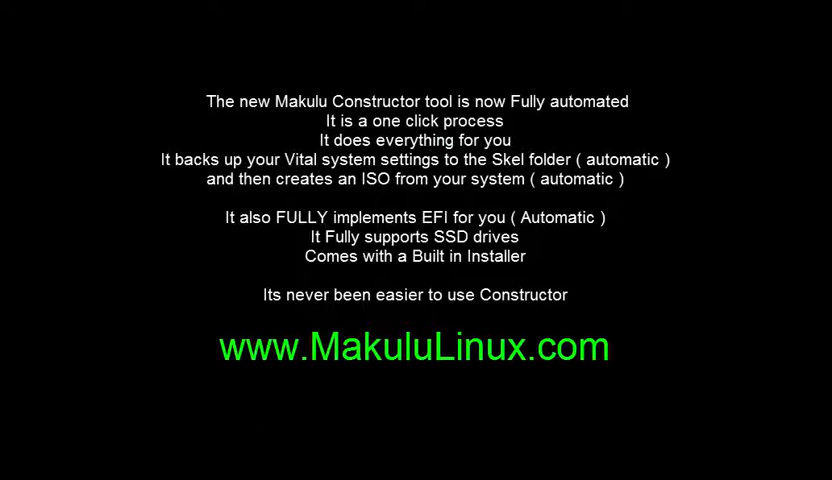 The new Makulu Constructor tool is now Fully automated
It is a one click process
It does everything for you
It backs up your Vital system settings to the Skel folder ( automatic )
and then creates an ISO from your system ( automatic )
It also FULLY implements EFI for you ( Automatic )
It Fully supports SSD drives
Comes with a Built in Installer
Its never been easier to use Constructor
www.MakuluLinux.com